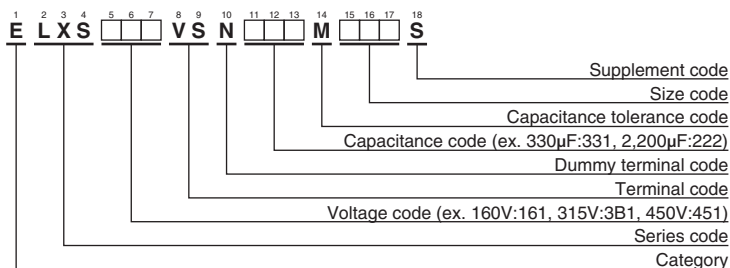 1 2 3 4 5 6 7 8 9 10 11 12 13 14 15 16 17 18
E L X S V S N M S
Supplement code
Size code
Capacitance tolerance code
Capacitance code (ex. 330µF:331, 2,200µF:222)
Dummy terminal code
Terminal code
Voltage code (ex. 160V:161, 315V:3B1, 450V:451)
Series code
Category